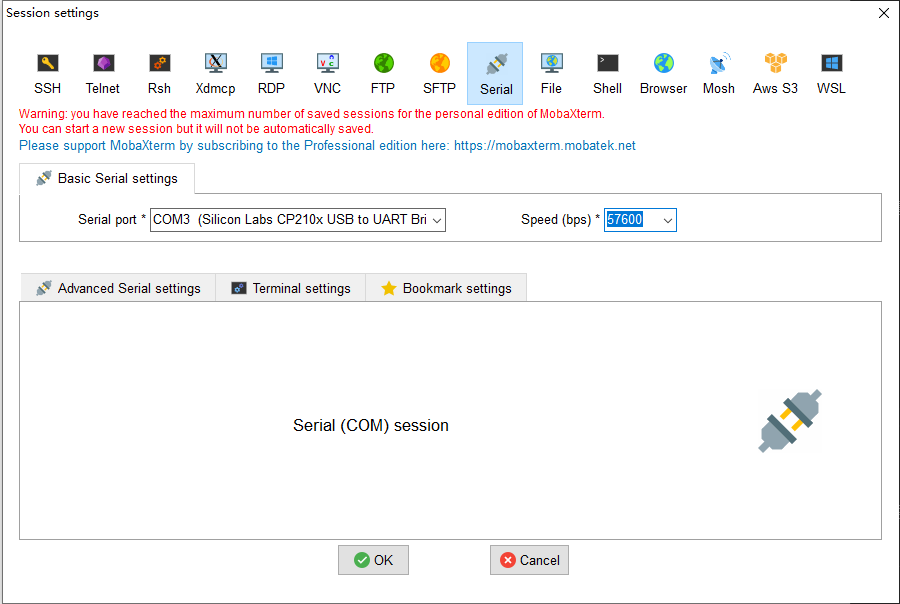 Session settings
SSH Telnet Rsh Xdmcp RDP VNC FTP SFTP Serial File Shell Browser Mosh Aws S3 WSL
Warning: you have reached the maximum number of saved sessions for the personal edition of MobaXterm.
You can start a new session but it will not be automatically saved.
Please support MobaXterm by subscribing to the Professional edition here: https://mobaxterm.mobatek.net
Basic Serial settings
Serial port * COM3 (Silicon Labs CP210x USB to UART Bri Speed (bps) * 57600
Advanced Serial settings Terminal settings Bookmark settings
Serial (COM) session
OK Cancel